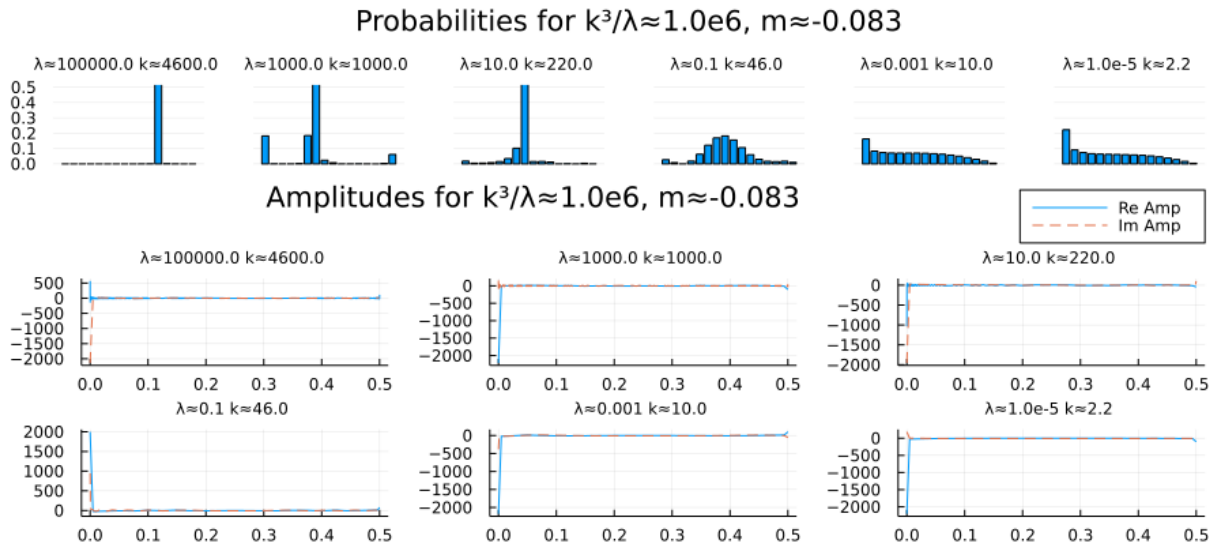 Probabilities for k³/λ≈1.0e6, m≈-0.083
λ≈100000.0 k≈4600.0
λ≈1000.0 k≈1000.0
λ≈10.0 k≈220.0
λ≈0.1 k≈46.0
λ≈0.001 k≈10.0
λ≈1.0e-5 k≈2.2
0.5
0.4
0.3
0.2
0.1
0.0
Amplitudes for k³/λ≈1.0e6, m≈-0.083
Re Amp
Im Amp
λ≈100000.0 k≈4600.0
500
0
−500
−1000
−1500
−2000
0.0 0.1 0.2 0.3 0.4 0.5
λ≈1000.0 k≈1000.0
0
−500
−1000
−1500
−2000
0.0 0.1 0.2 0.3 0.4 0.5
λ≈10.0 k≈220.0
0
−500
−1000
−1500
−2000
0.0 0.1 0.2 0.3 0.4 0.5
λ≈0.1 k≈46.0
2000
1500
1000
500
0.0 0.1 0.2 0.3 0.4 0.5
λ≈0.001 k≈10.0
0
−500
−1000
−1500
−2000
0.0 0.1 0.2 0.3 0.4 0.5
λ≈1.0e-5 k≈2.2
0
−500
−1000
−1500
−2000
0.0 0.1 0.2 0.3 0.4 0.5